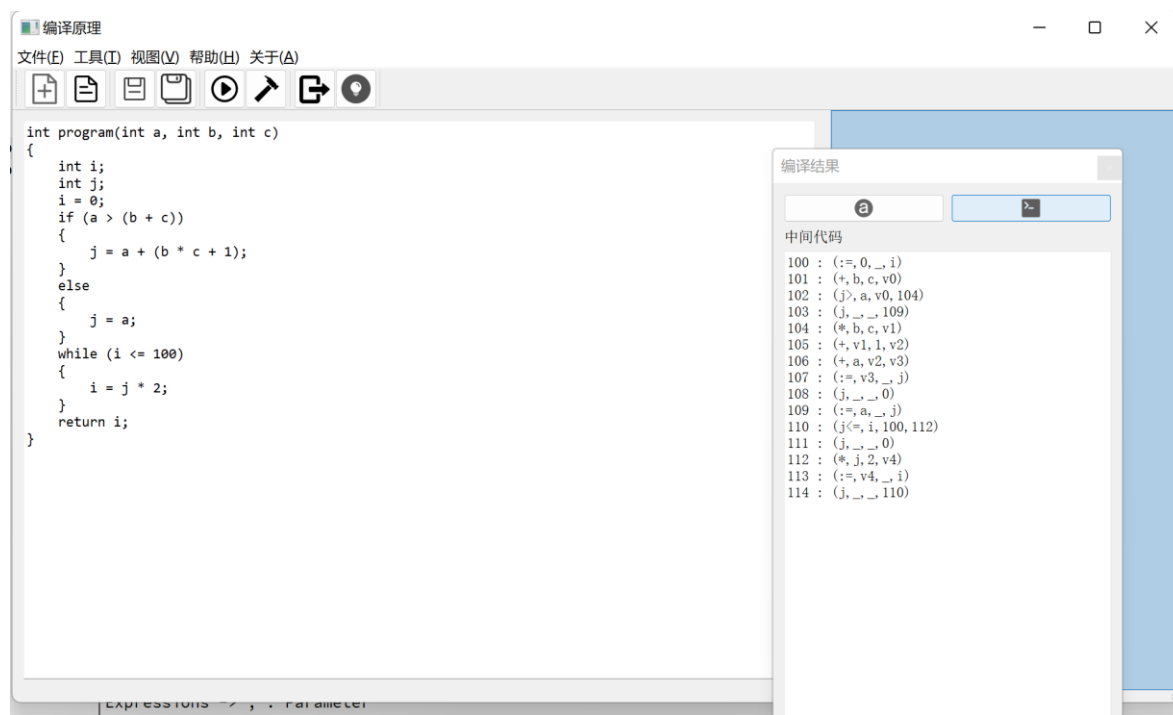 编译原理
文件(F) 工具(T) 视图(V) 帮助(H) 关于(A)
int program(int a, int b, int c)
{
    int i;
    int j;
    i = 0;
    if (a > (b + c))
    {
        j = a + (b * c + 1);
    }
    else
    {
        j = a;
    }
    while (i <= 100)
    {
        i = j * 2;
    }
    return i;
}
编译结果
a
中间代码
100 : (:=,0,_,i)
101 : (+,b,c,v0)
102 : (j>,a,v0,104)
103 : (j,_,_,109)
104 : (*,b,c,v1)
105 : (+,v1,1,v2)
106 : (+,a,v2,v3)
107 : (:=,v3,_,j)
108 : (j,_,_,0)
109 : (:=,a,_,j)
110 : (j<=,i,100,112)
111 : (j,_,_,0)
112 : (*,j,2,v4)
113 : (:=,v4,_,i)
114 : (j,_,_,110)
Expressions -> , . Parameter